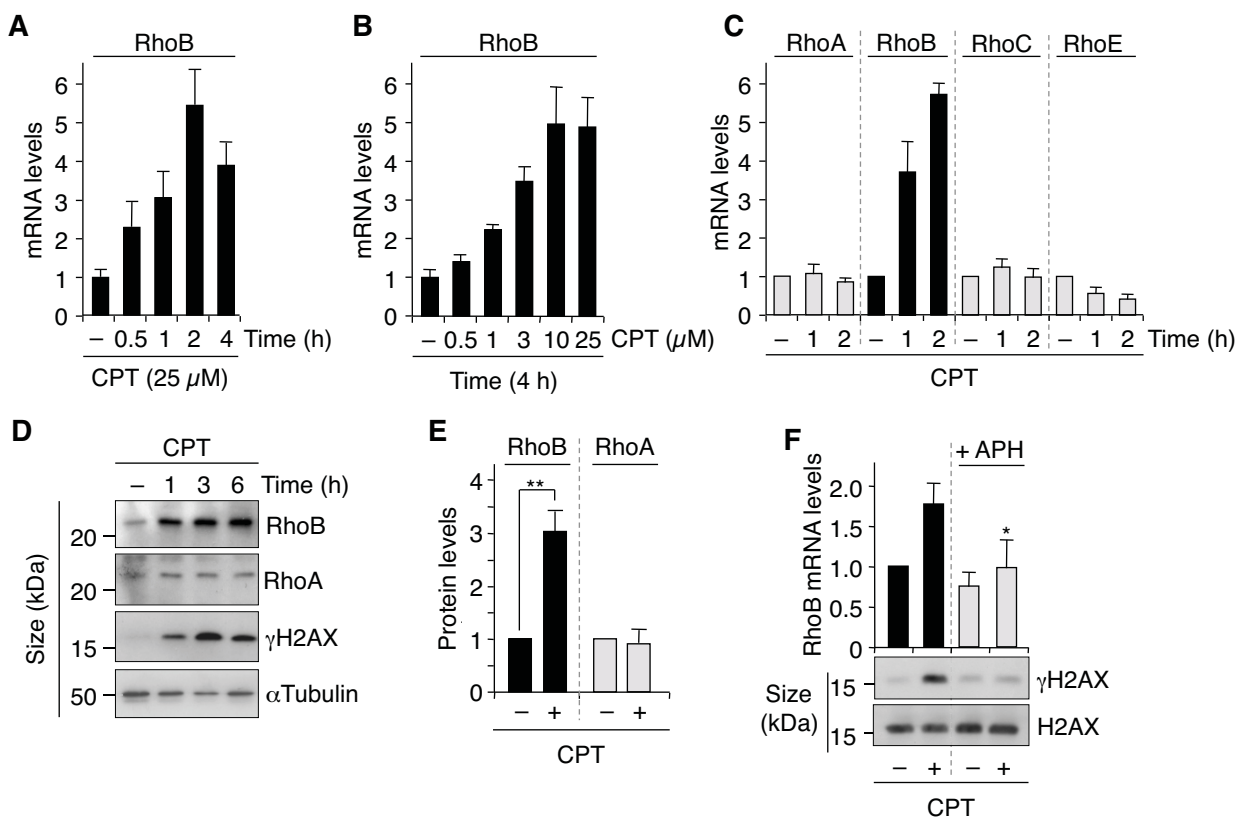 A
RhoB
mRNA levels
6
5
4
3
2
1
0
– 0.5 1 2 4 Time (h)
CPT (25 µM)
B
RhoB
mRNA levels
6
5
4
3
2
1
0
– 0.5 1 3 10 25 CPT (µM)
Time (4 h)
C
RhoA RhoB RhoC RhoE
mRNA levels
6
5
4
3
2
1
0
– 1 2 – 1 2 – 1 2 – 1 2 Time (h)
CPT
D
CPT
– 1 3 6 Time (h)
Size (kDa)
20 RhoB
20 RhoA
15 γH2AX
50 αTubulin
E
RhoB RhoA
Protein levels
4
3
2
1
0
**
– + – +
CPT
F
+ APH
RhoB mRNA levels
2.0
1.5
1.0
0.5
0
*
Size
(kDa)
15 γH2AX
15 H2AX
– + – +
CPT